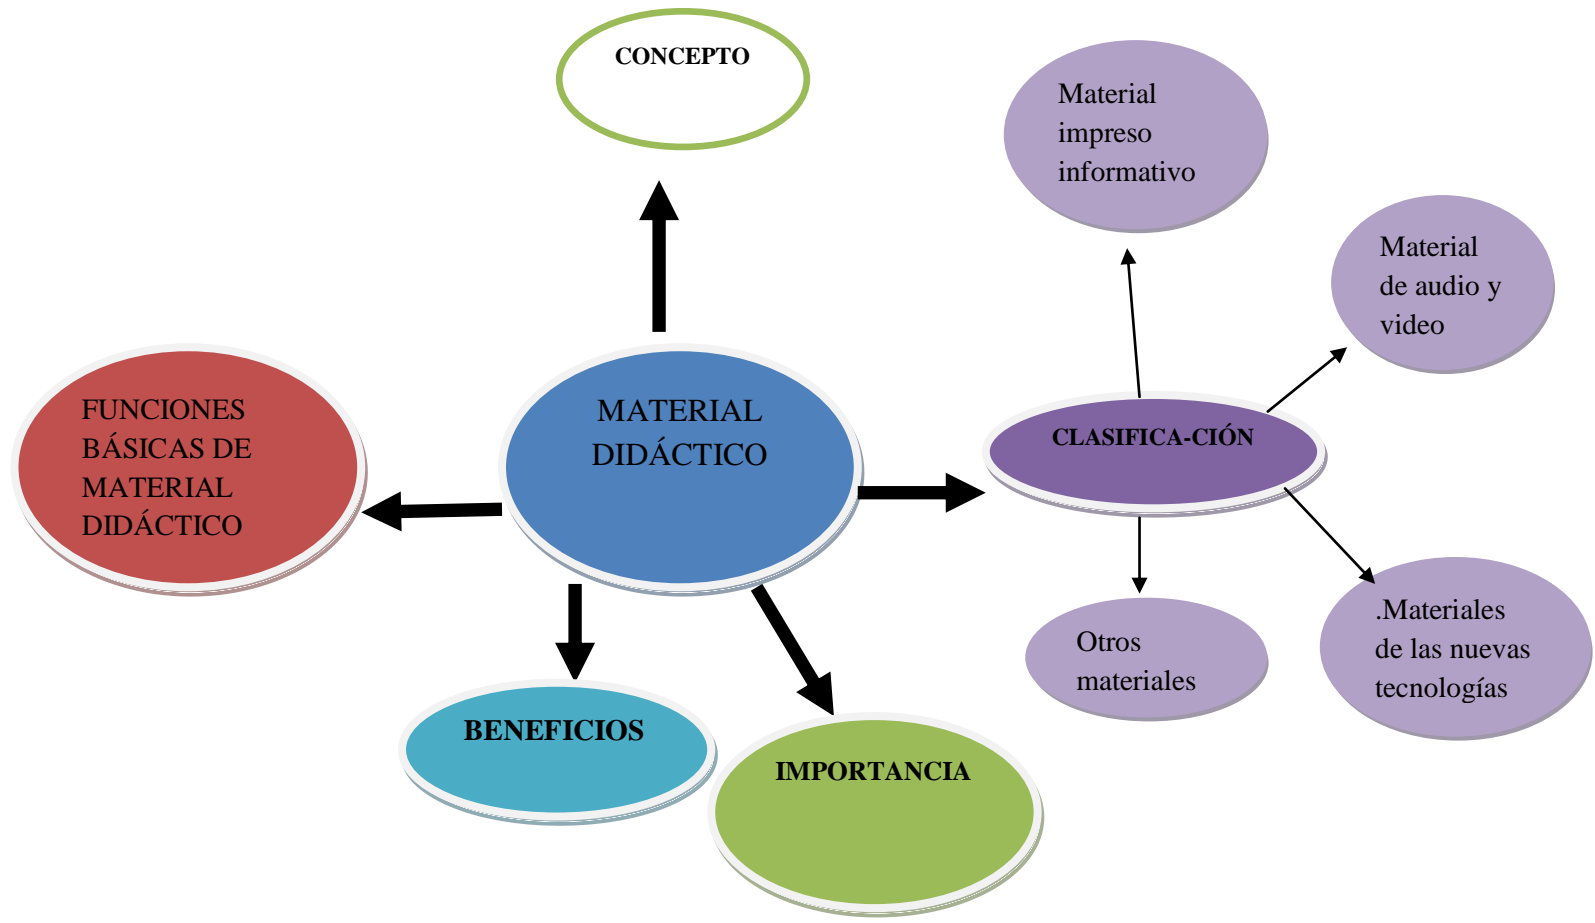 CONCEPTO
Material
impreso
informativo
Material
de audio y
video
FUNCIONES
BÁSICAS DE
MATERIAL
DIDÁCTICO
MATERIAL
DIDÁCTICO
CLASIFICA-CIÓN
Otros
materiales
.Materiales
de las nuevas
tecnologías
BENEFICIOS
IMPORTANCIA